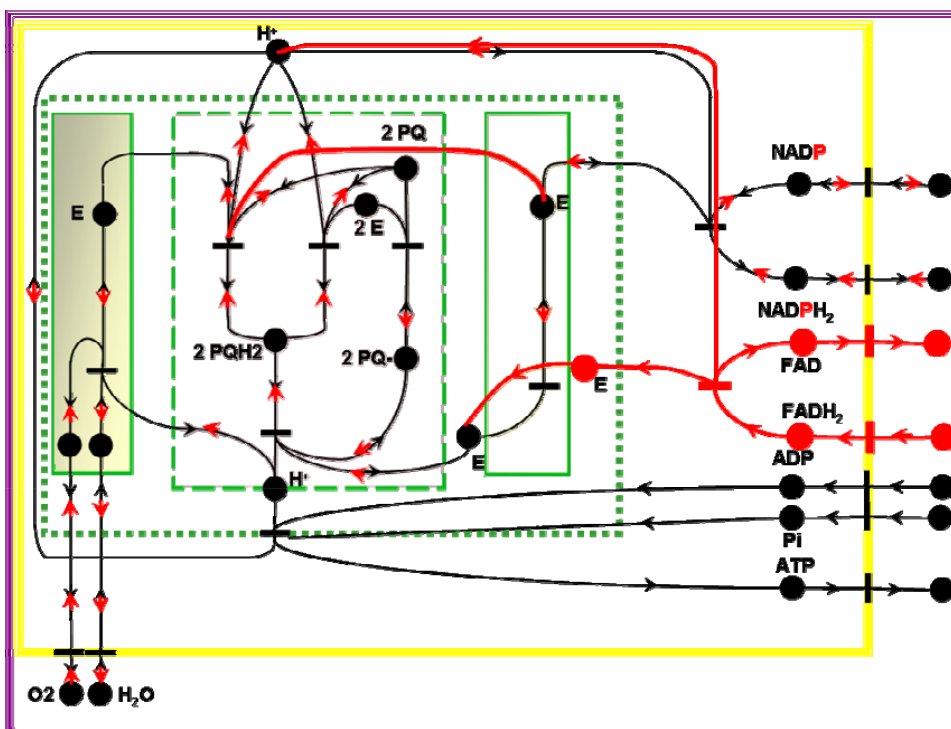 H⁺
2 PQ
NADP
E
E
2 E
NADPH₂
2 PQH2
2 PQ-
FAD
E
FADH₂
E
ADP
H⁺
Pi
ATP
O2
H₂O